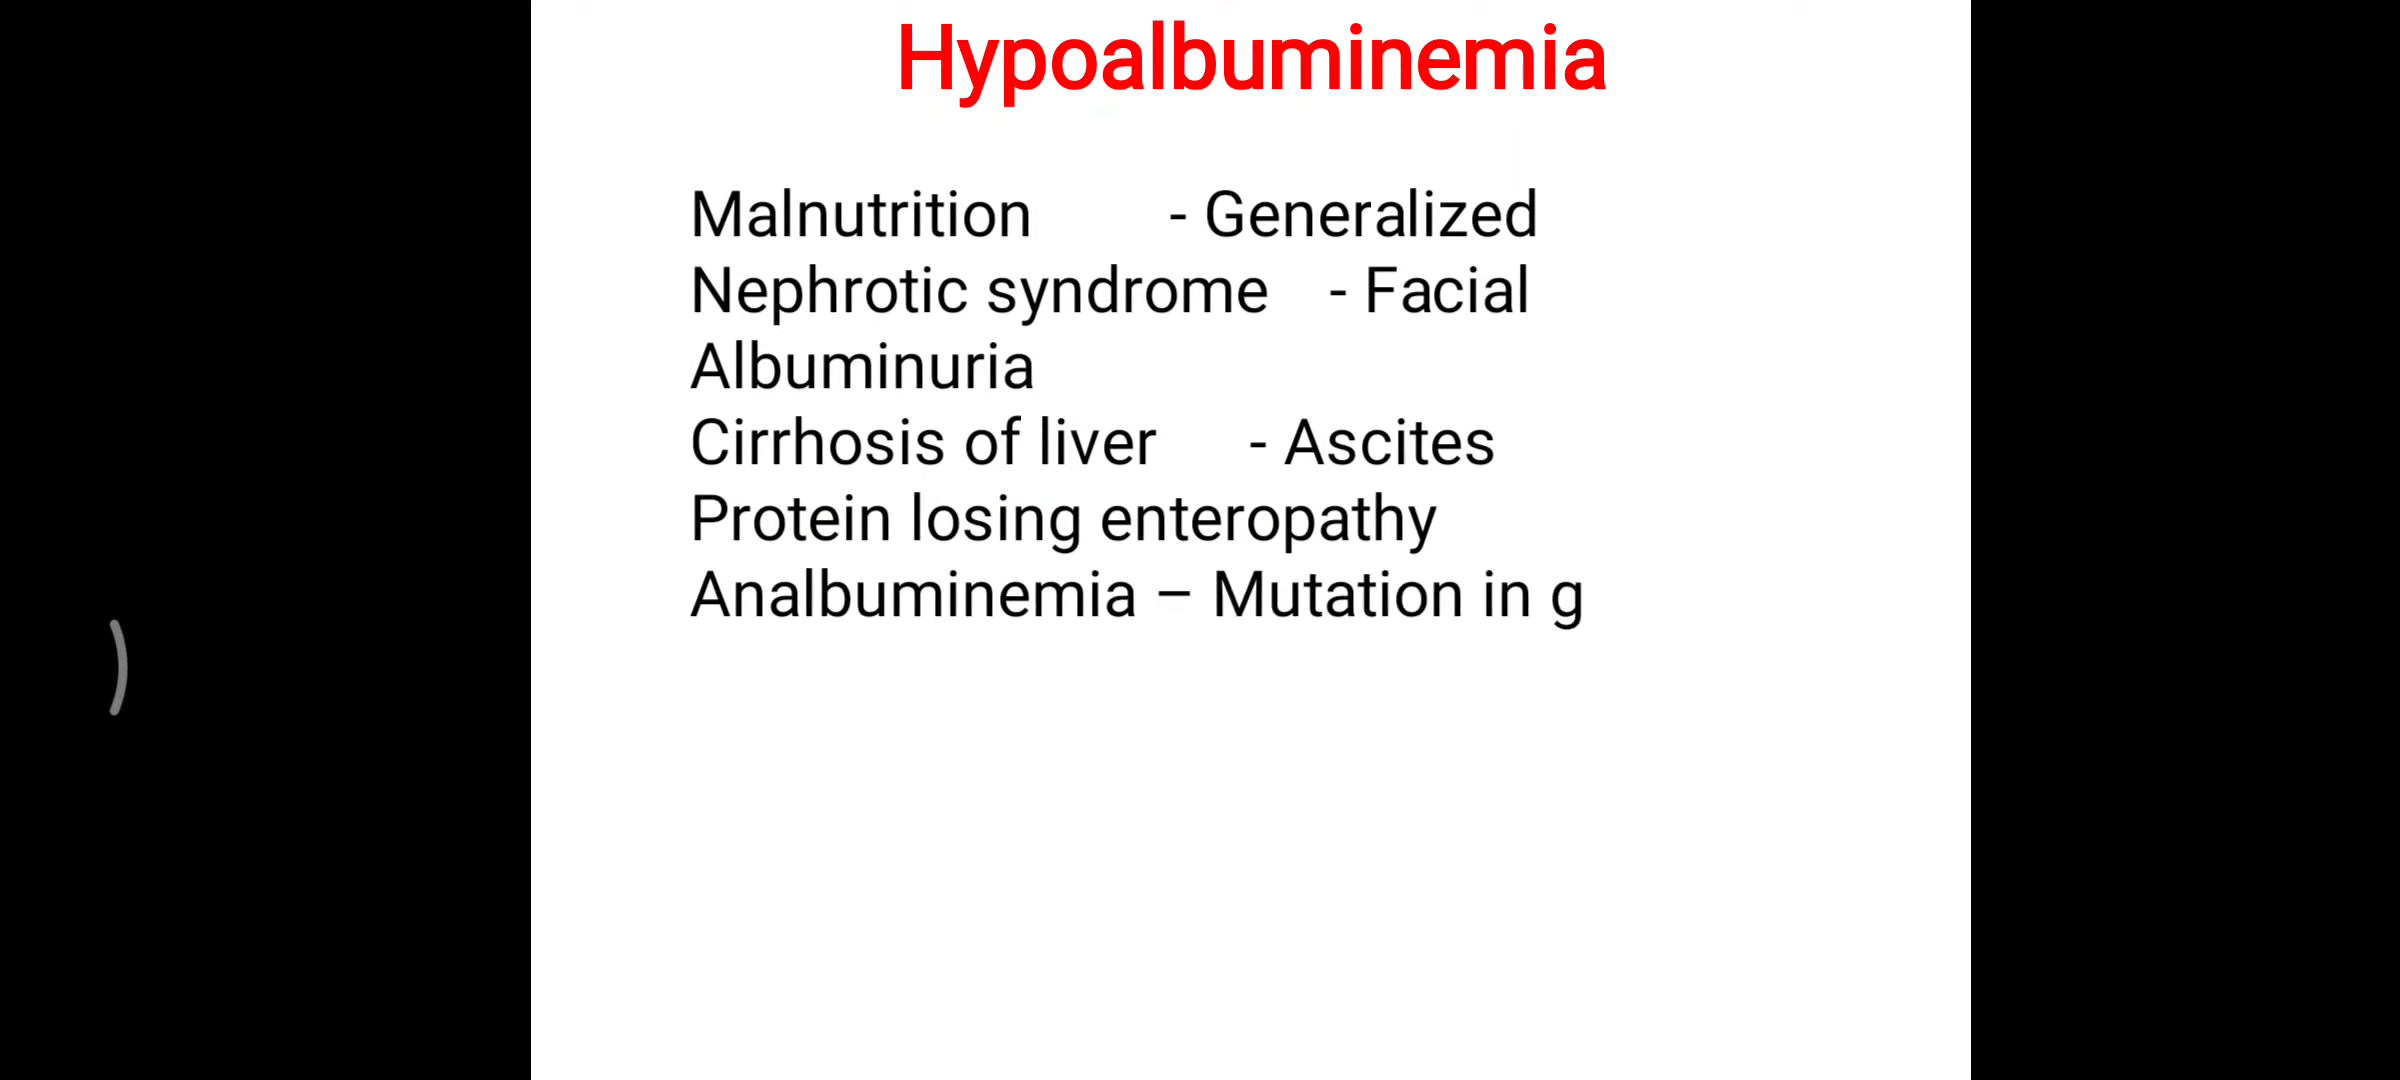 Hypoalbuminemia
Malnutrition - Generalized
Nephrotic syndrome - Facial
Albuminuria
Cirrhosis of liver - Ascites
Protein losing enteropathy
Analbuminemia – Mutation in g